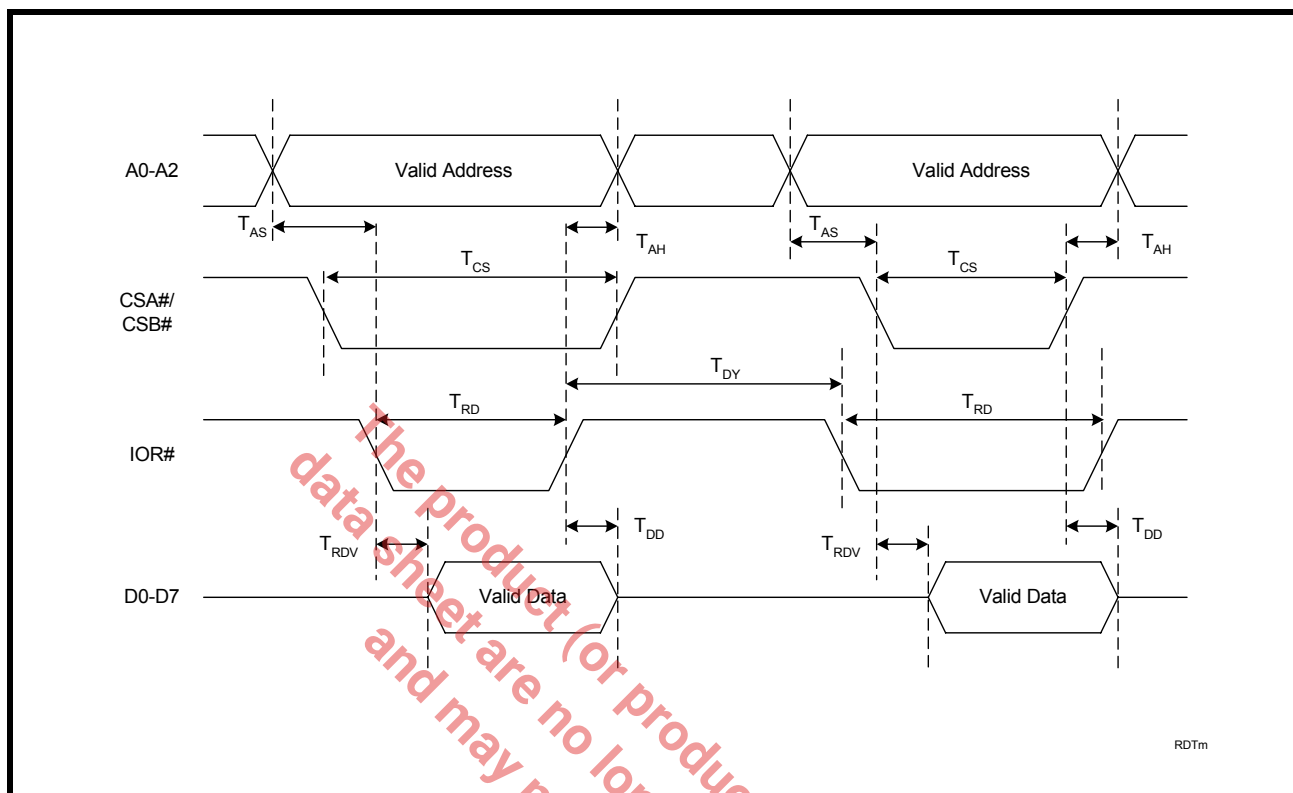 A0-A2
Valid Address
Valid Address
TAS
TAH
TAS
TAH
TCS
TCS
CSA#/
CSB#
TDY
TRD
TRD
IOR#
TDD
TDD
TRDV
TRDV
D0-D7
Valid Data
Valid Data
The product (or produc
data sheet are no lon
and may
RDTm